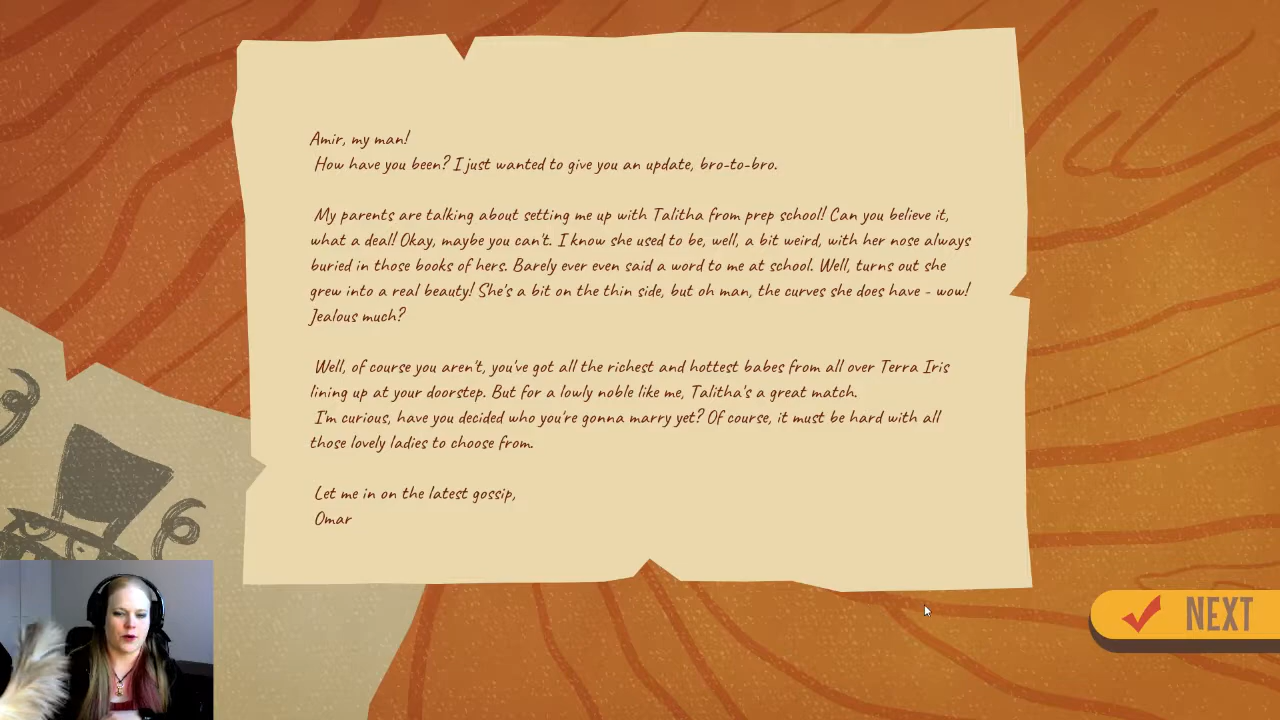 Amir, my man!
How have you been? I just wanted to give you an update, bro-to-bro.
My parents are talking about setting me up with Talitha from prep school! Can you believe it,
what a deal! Okay, maybe you can't. I know she used to be, well, a bit weird, with her nose always
buried in those books of hers. Barely ever even said a word to me at school. Well, turns out she
grew into a real beauty! She's a bit on the thin side, but oh man, the curves she does have - wow!
Jealous much?
Well, of course you aren't, you've got all the richest and hottest babes from all over Terra Iris
lining up at your doorstep. But for a lowly noble like me, Talitha's a great match.
I'm curious, have you decided who you're gonna marry yet? Of course, it must be hard with all
those lovely ladies to choose from.
Let me in on the latest gossip,
Omar
NEXT